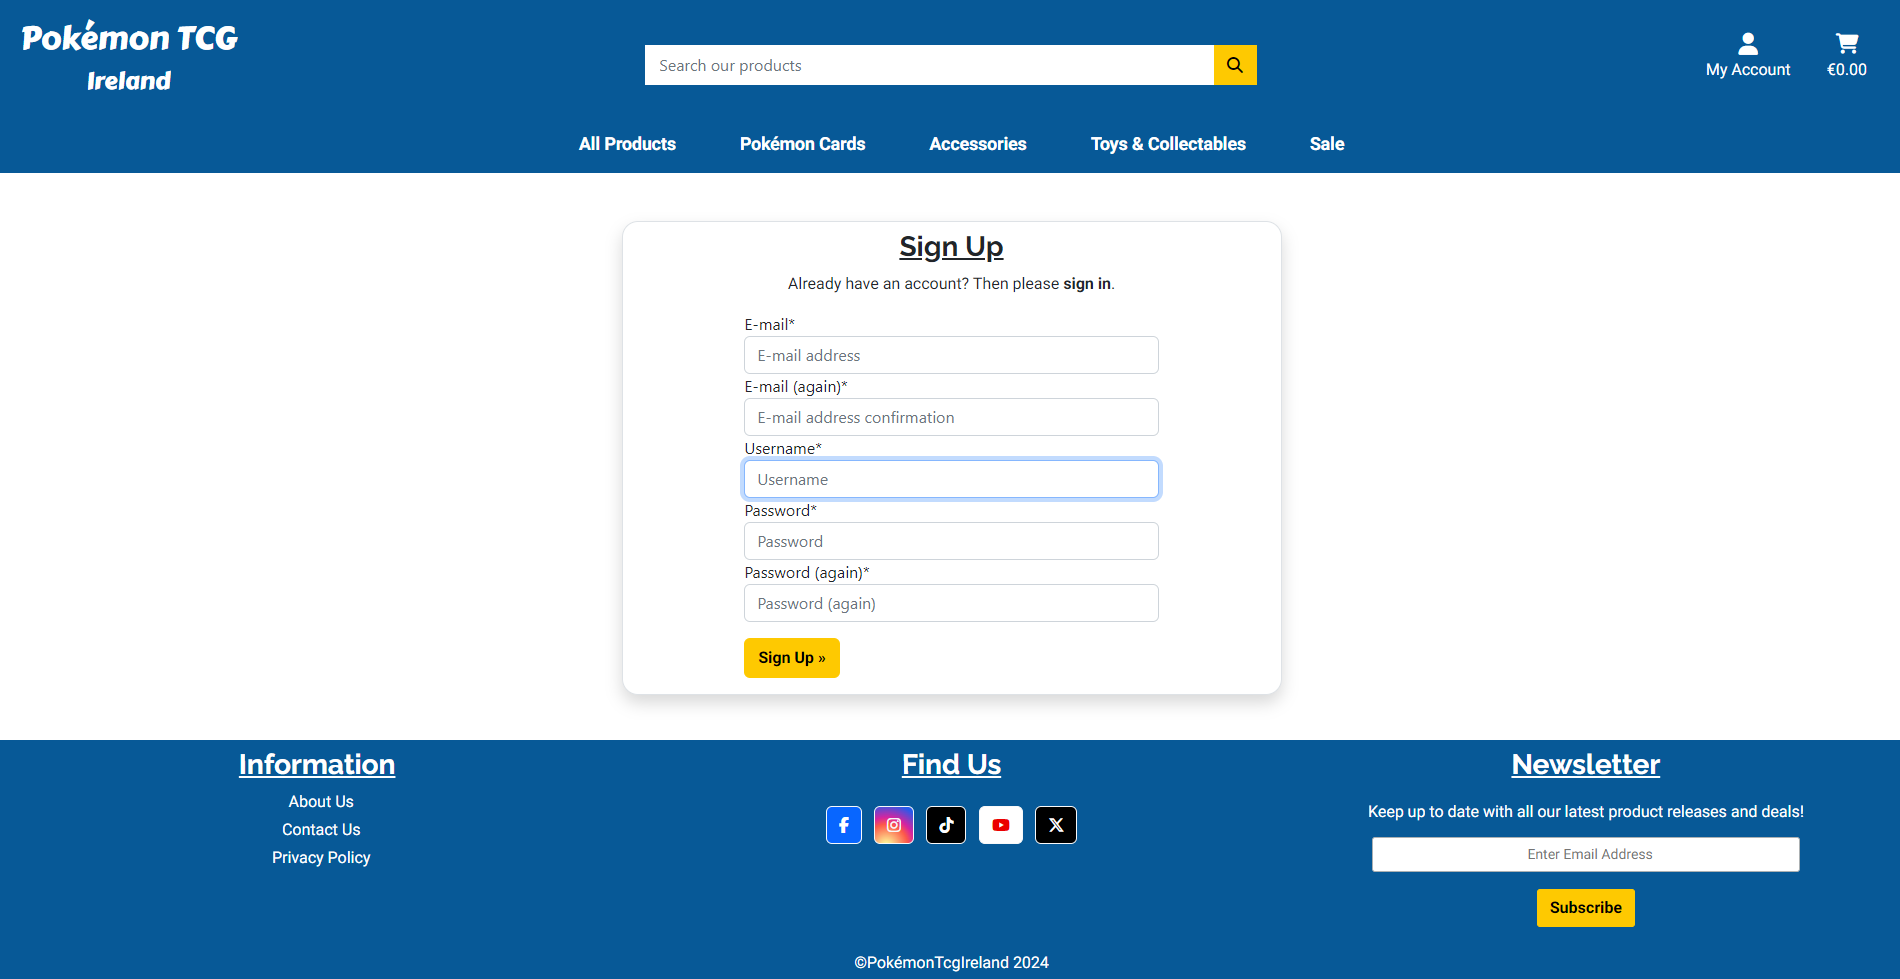 Pokémon TCG
Ireland
Search our products
My Account
€0.00
All Products
Pokémon Cards
Accessories
Toys & Collectables
Sale
Sign Up
Already have an account? Then please sign in.
E-mail*
E-mail address
E-mail (again)*
E-mail address confirmation
Username*
Username
Password*
Password
Password (again)*
Password (again)
Sign Up »
Information
About Us
Contact Us
Privacy Policy
Find Us
Newsletter
Keep up to date with all our latest product releases and deals!
Enter Email Address
Subscribe
©PokémonTcgIreland 2024